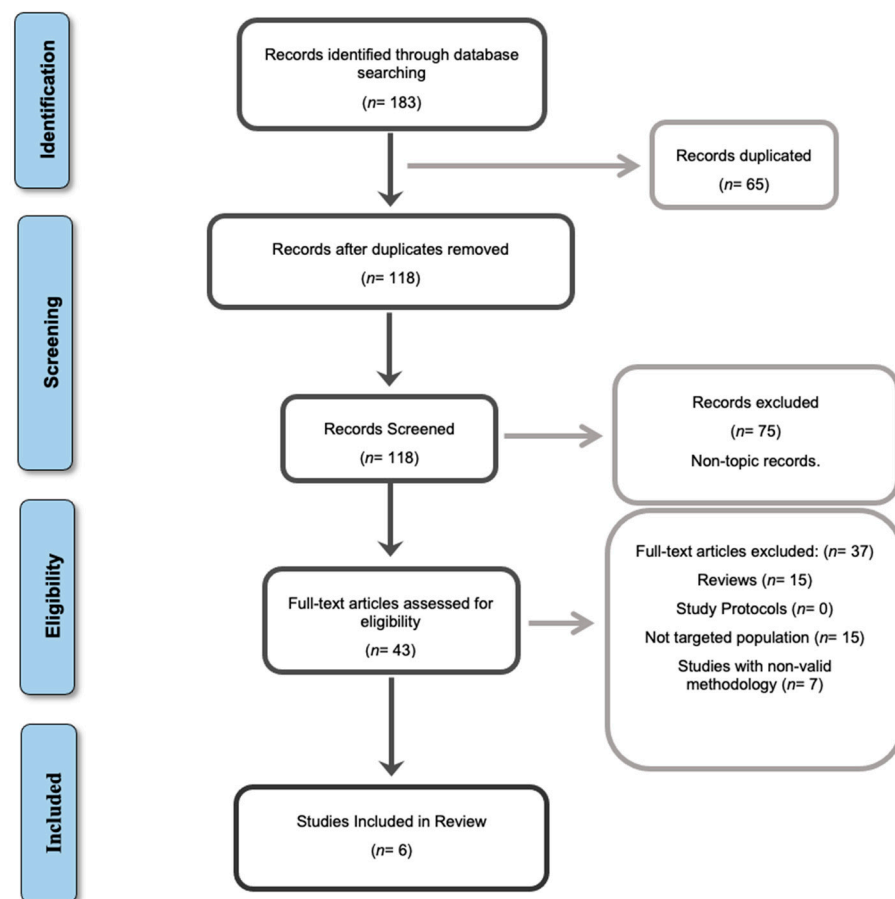 Identification
Records identified through database
searching
(n= 183)
Records duplicated
(n= 65)
Screening
Records after duplicates removed
(n= 118)
Records Screened
(n= 118)
Records excluded
(n= 75)
Non-topic records.
Eligibility
Full-text articles assessed for
eligibility
(n= 43)
Full-text articles excluded: (n= 37)
Reviews (n= 15)
Study Protocols (n= 0)
Not targeted population (n= 15)
Studies with non-valid
methodology (n= 7)
Included
Studies Included in Review
(n= 6)